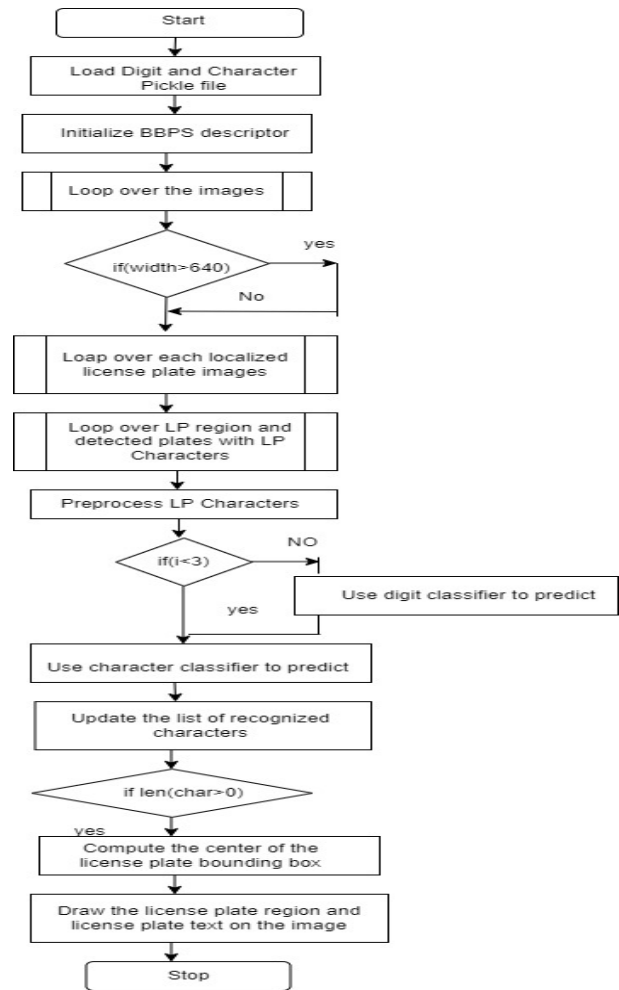 Start
Load Digit and Character
Pickle file
Initialize BBPS descriptor
Loop over the images
yes
if(width>640)
No
Loap over each localized
license plate images
Loop over LP region and
detected plates with LP
Characters
Preprocess LP Characters
NO
if(i<3)
Use digit classifier to predict
yes
Use character classifier to predict
Update the list of recognized
characters
if len(char>0)
yes
Compute the center of the
license plate bounding box
Draw the license plate region and
license plate text on the image
Stop